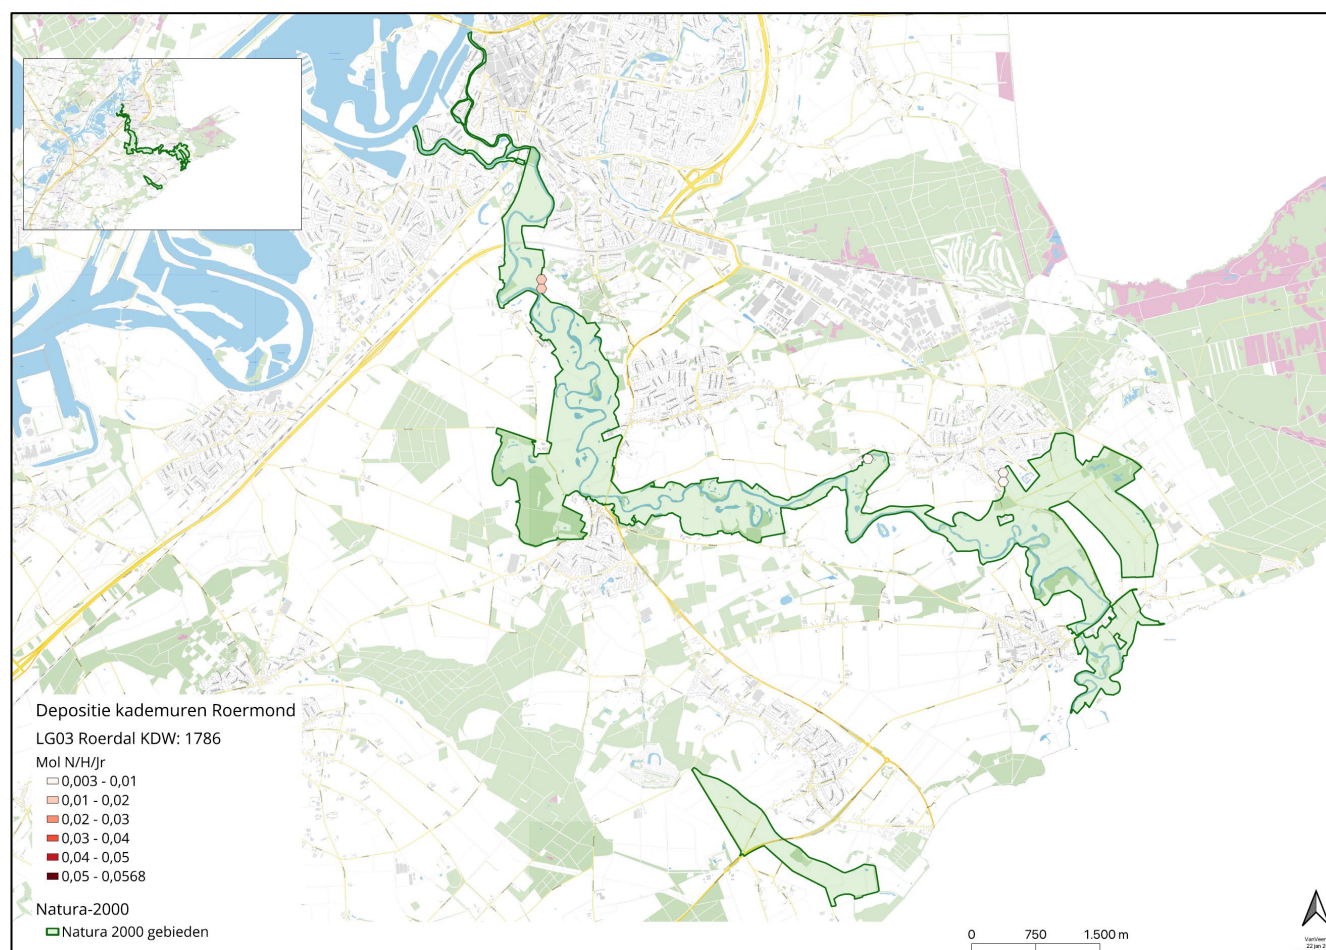 Depositie kademuren Roermond
LG03 Roerdal KDW: 1786
Mol N/H/Jr
0,003 - 0,01
0,01 - 0,02
0,02 - 0,03
0,03 - 0,04
0,04 - 0,05
0,05 - 0,0568
Natura-2000
Natura 2000 gebieden
0 750 1.500 m